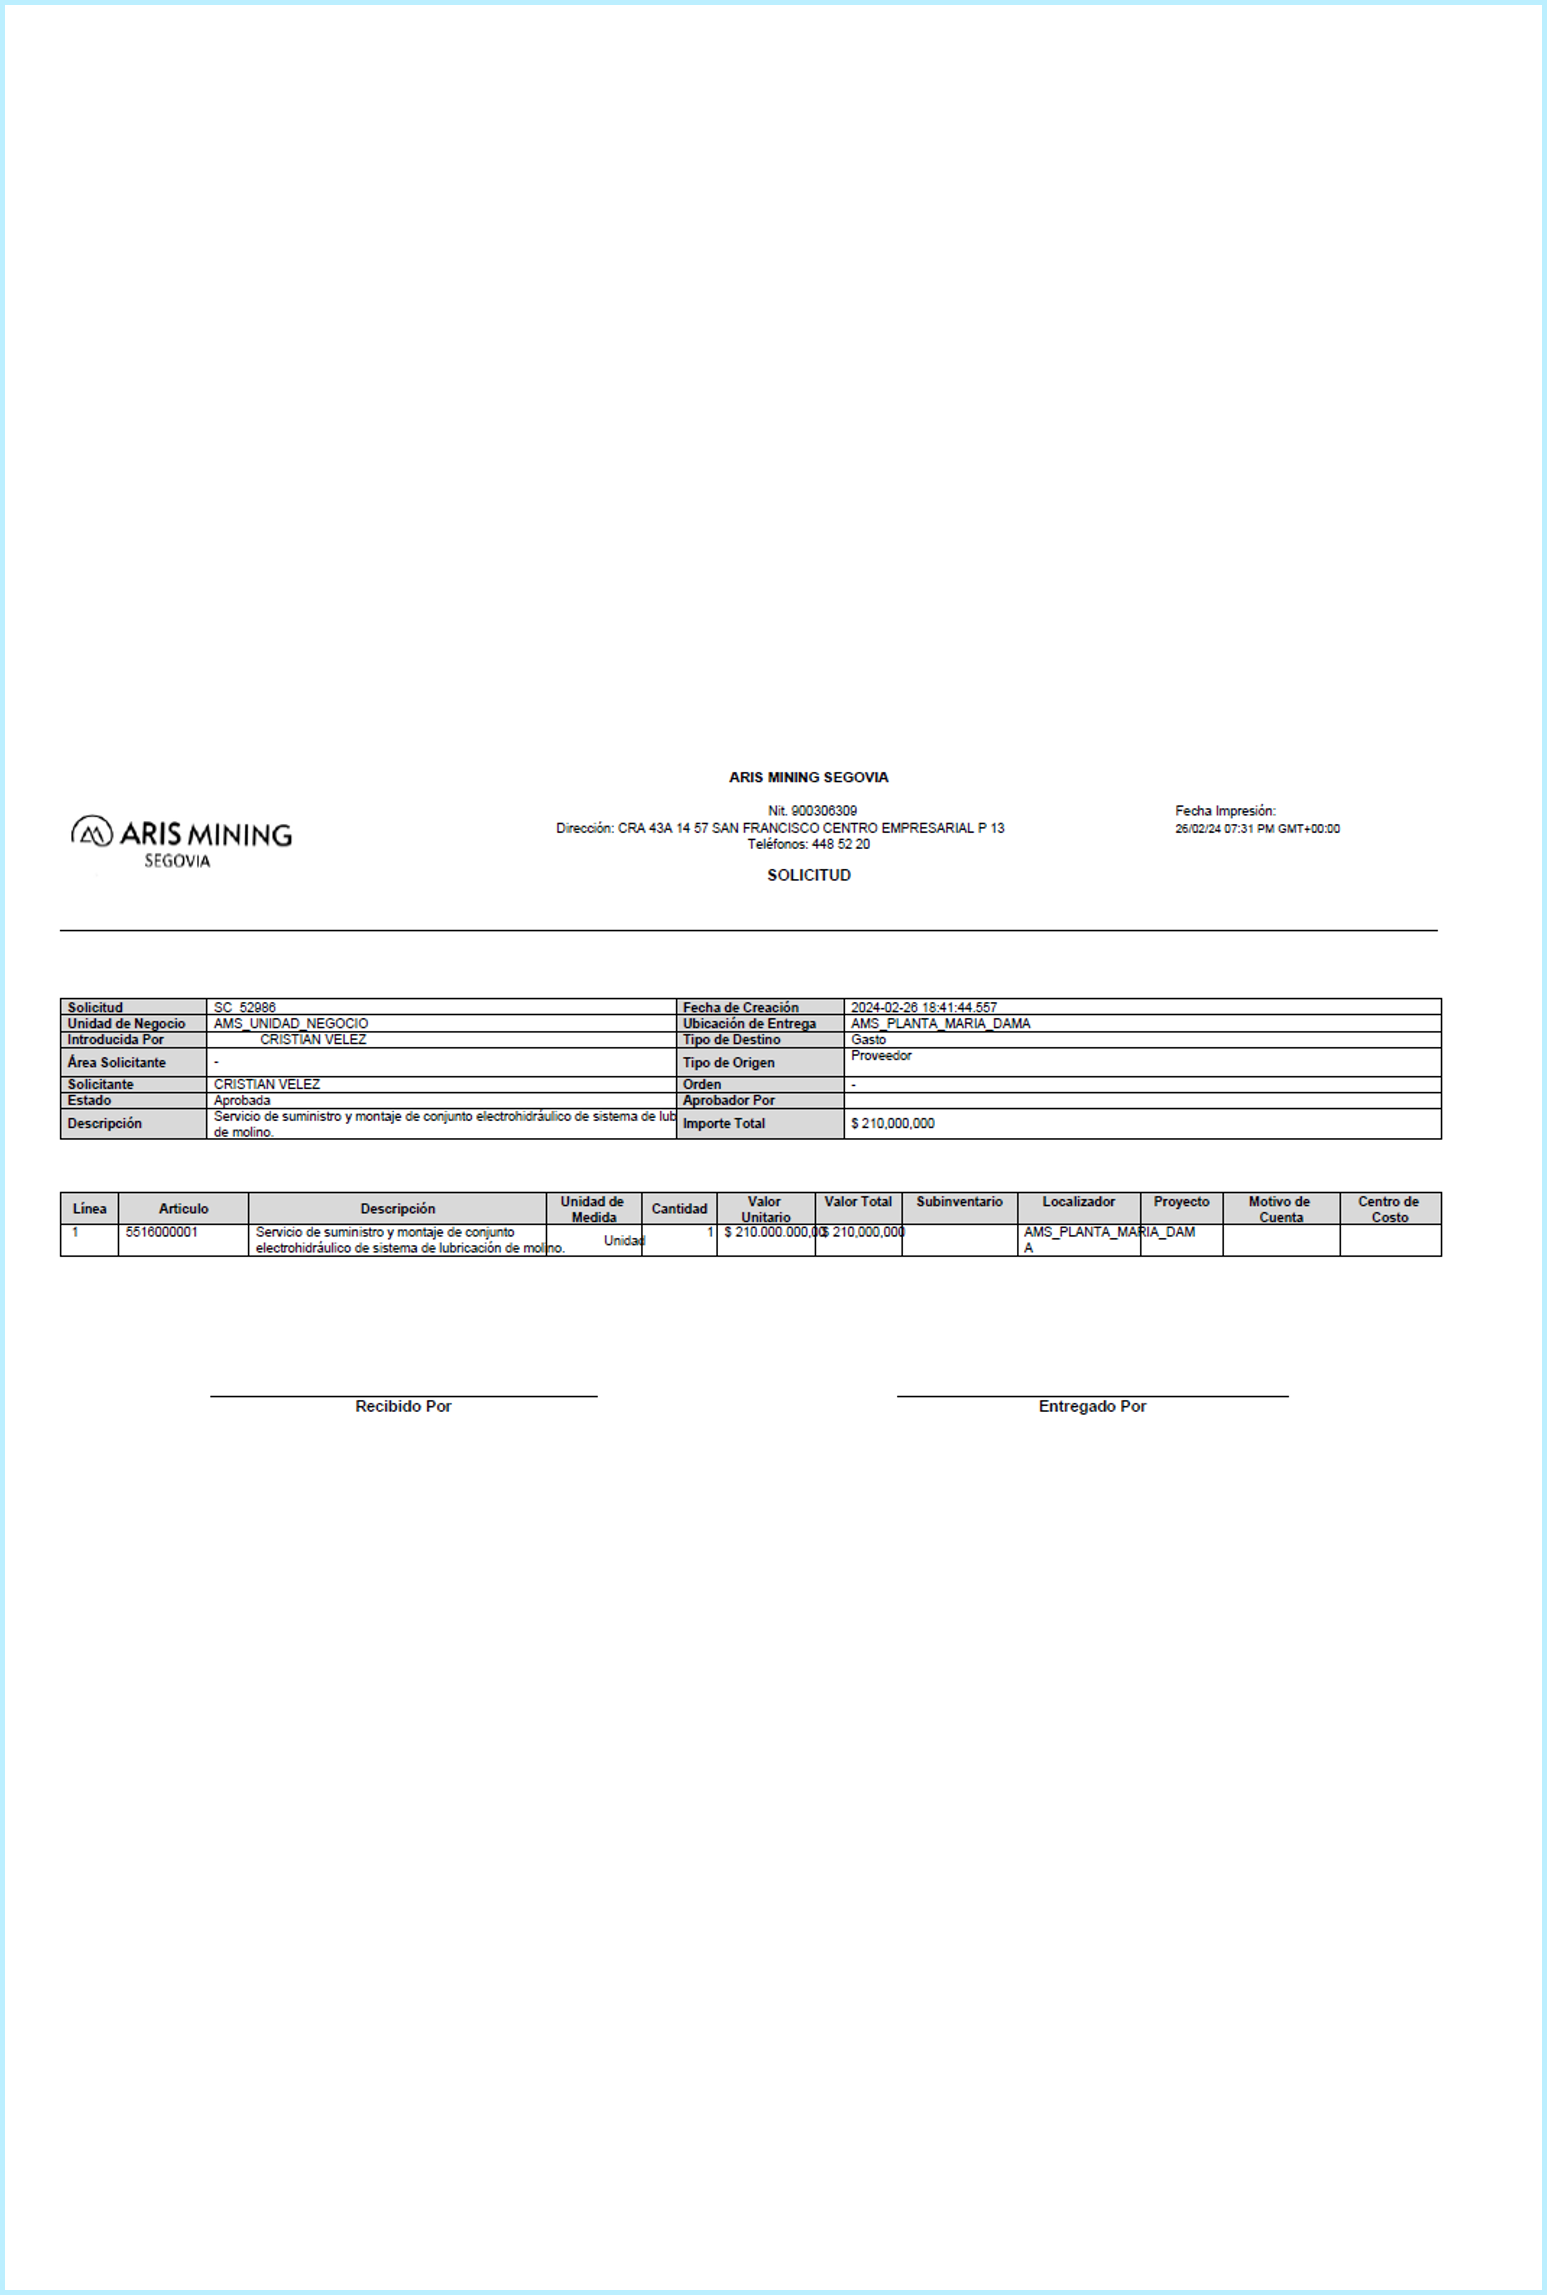 ARIS MINING SEGOVIA
ARIS MINING
SEGOVIA
Nit. 900306309
Dirección: CRA 43A 14 57 SAN FRANCISCO CENTRO EMPRESARIAL P 13
Teléfonos: 448 52 20
Fecha Impresión:
26/02/24 07:31 PM GMT+00:00
SOLICITUD
Solicitud SC_52986 Fecha de Creación 2024-02-26 18:41:44.557
Unidad de Negocio AMS_UNIDAD_NEGOCIO Ubicación de Entrega AMS_PLANTA_MARIA_DAMA
Introducida Por CRISTIAN VELEZ Tipo de Destino Gasto
Área Solicitante - Tipo de Origen Proveedor
Solicitante CRISTIAN VELEZ Orden -
Estado Aprobada Aprobador Por
Descripción Servicio de suministro y montaje de conjunto electrohidráulico de sistema de lub
de molino. Importe Total $ 210,000,000
Línea Articulo Descripción Unidad de Medida Cantidad Valor Unitario Valor Total Subinventario Localizador Proyecto Motivo de Cuenta Centro de Costo
1 5516000001 Servicio de suministro y montaje de conjunto
electrohidráulico de sistema de lubricación de molino. Unidad 1 $ 210.000.000,00 $ 210,000,000 AMS_PLANTA_MARIA_DAM
A
Recibido Por Entregado Por